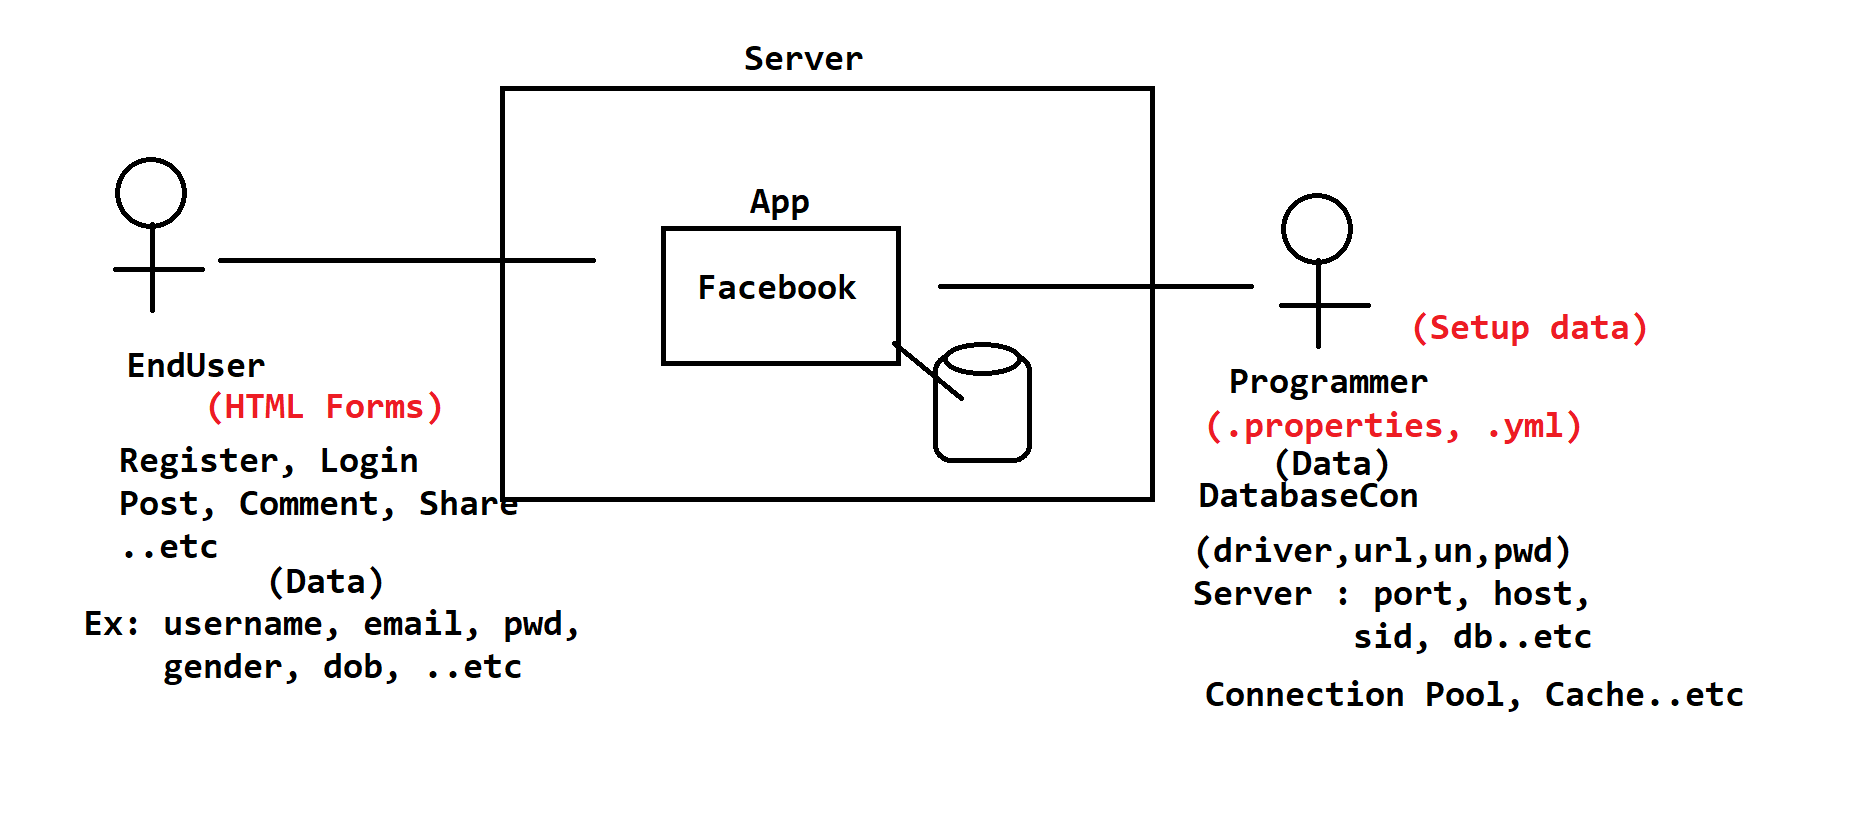 Server
App
Facebook
EndUser
(HTML Forms)
Register, Login
Post, Comment, Share
..etc
(Data)
Ex: username, email, pwd,
gender, dob, ..etc
(Setup data)
Programmer
(.properties, .yml)
(Data)
DatabaseCon
(driver,url,un,pwd)
Server : port, host,
sid, db..etc
Connection Pool, Cache..etc